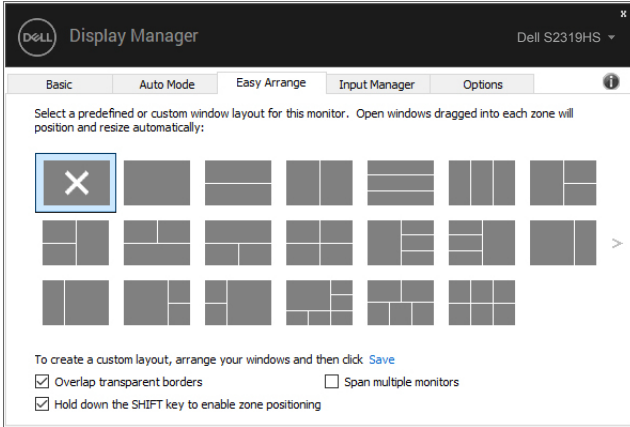 x
DELL Display Manager
Dell S2319HS
Basic Auto Mode Easy Arrange Input Manager Options
Select a predefined or custom window layout for this monitor. Open windows dragged into each zone will
position and resize automatically:
To create a custom layout, arrange your windows and then click Save
Overlap transparent borders Span multiple monitors
Hold down the SHIFT key to enable zone positioning